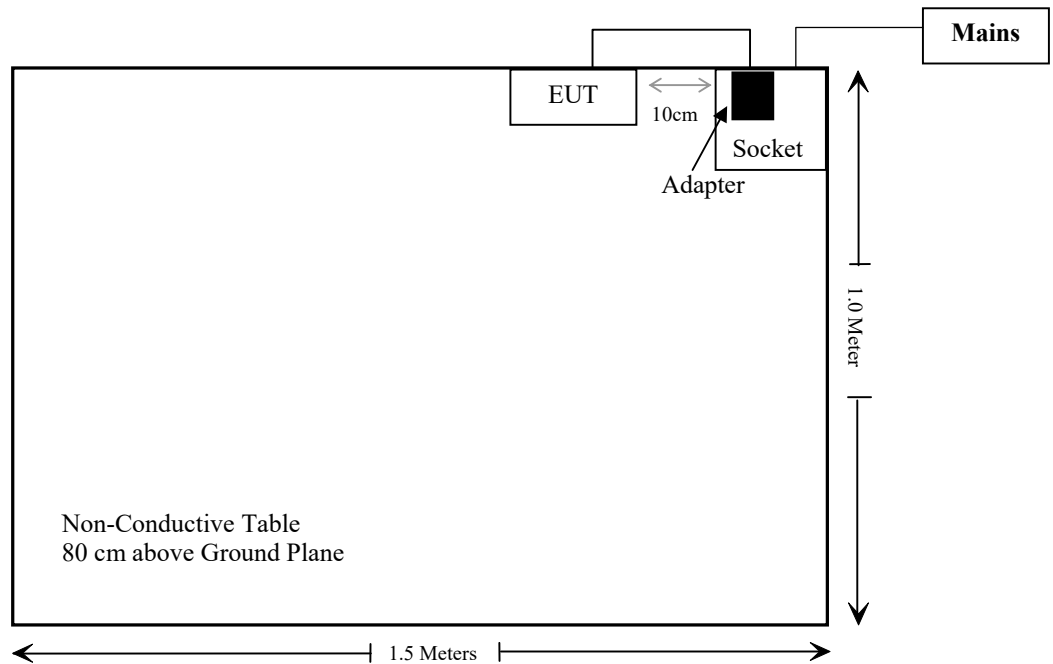 Mains
EUT
10cm
Socket
Adapter
1.0 Meter
Non-Conductive Table
80 cm above Ground Plane
1.5 Meters